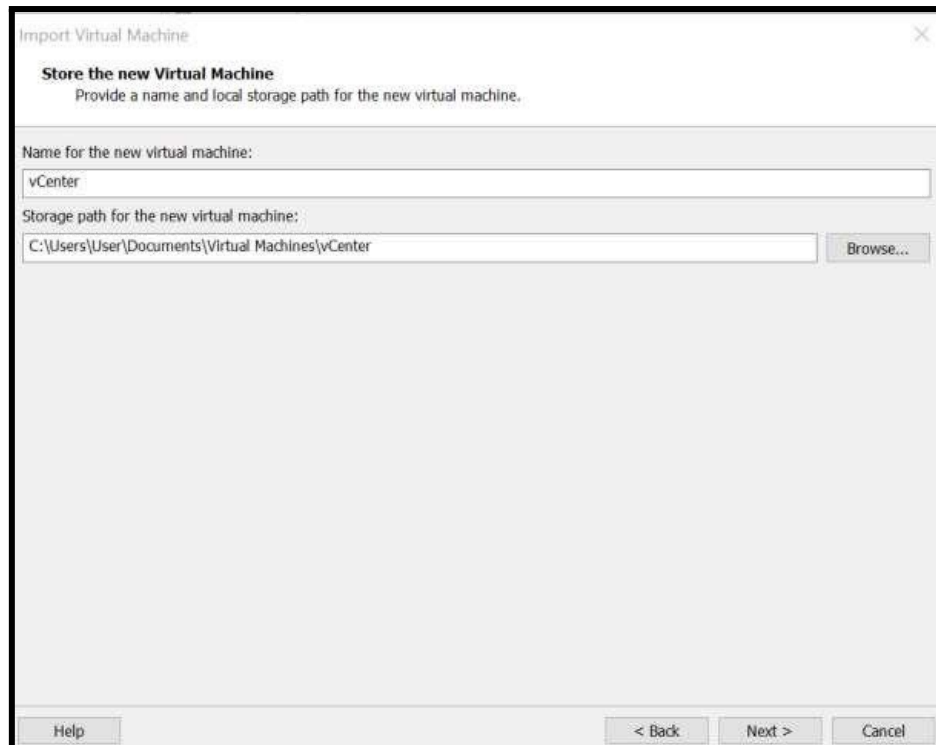 Import Virtual Machine
Store the new Virtual Machine
Provide a name and local storage path for the new virtual machine.
Name for the new virtual machine:
vCenter
Storage path for the new virtual machine:
C:\Users\User\Documents\Virtual Machines\vCenter
Browse...
Help
< Back
Next >
Cancel